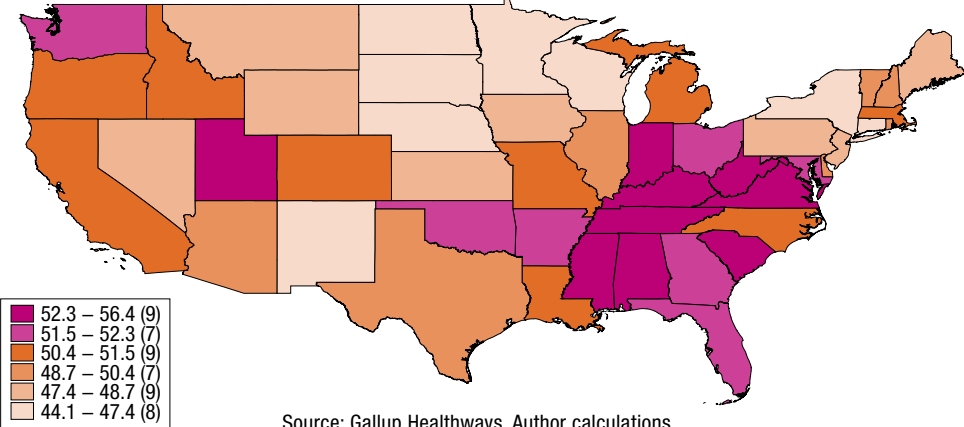 52.3 – 56.4 (9)
51.5 – 52.3 (7)
50.4 – 51.5 (9)
48.7 – 50.4 (7)
47.4 – 48.7 (9)
44.1 – 47.4 (8)
Source: Gallup Healthways, Author calculations